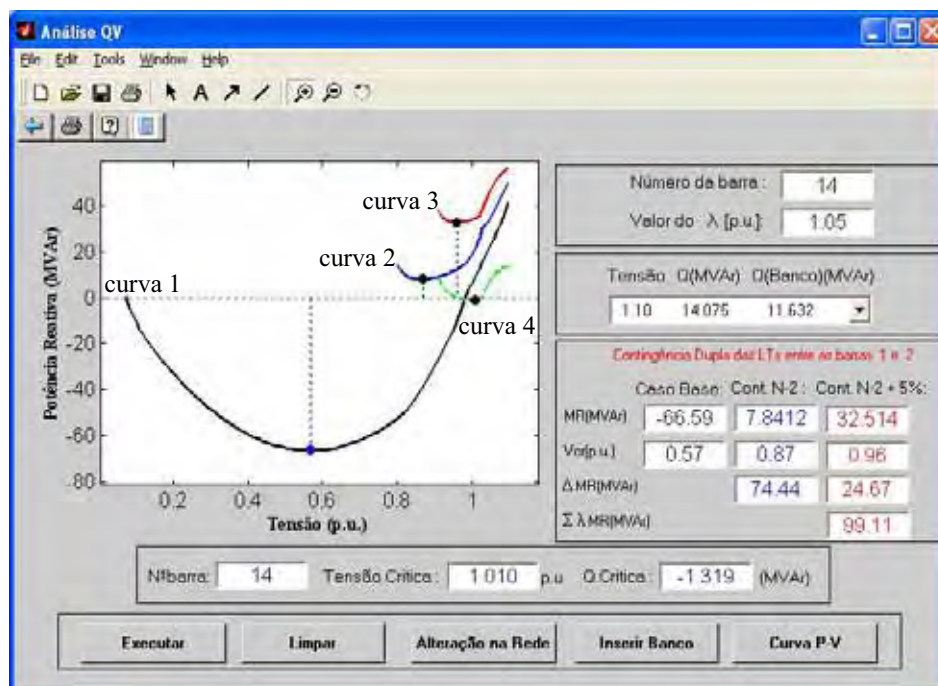 Análise QV
File Edit Tools Window Help
curva 3
curva 2
curva 1
curva 4
40
20
0
-20
-40
-60
-80
0.2 0.4 0.6 0.8 1
Potência Reativa (MVAr)
Tensão (p.u.)
Número da barra : 14
Valor do λ [p.u.]: 1.05
Tensão Q(MVAr) Q(Banco)(MVAr)
1.10 14.075 11.632
Contingência Dupla das LTs entre as barras 1 e 2
Caso Base: Cont. N-2 : Cont. N-2 + 5%:
MR(MVAr) -66.59 7.8412 32.514
Vcr[p.u.] 0.57 0.87 0.96
Δ MR(MVAr) 74.44 24.67
Σ λ MR(MVAr) 99.11
Nºbarra: 14 Tensão Crítica : 1.010 p.u Q.Crítica : -1.319 (MVAr)
Executar Limpar Alteração na Rede Inserir Banco Curva P-V